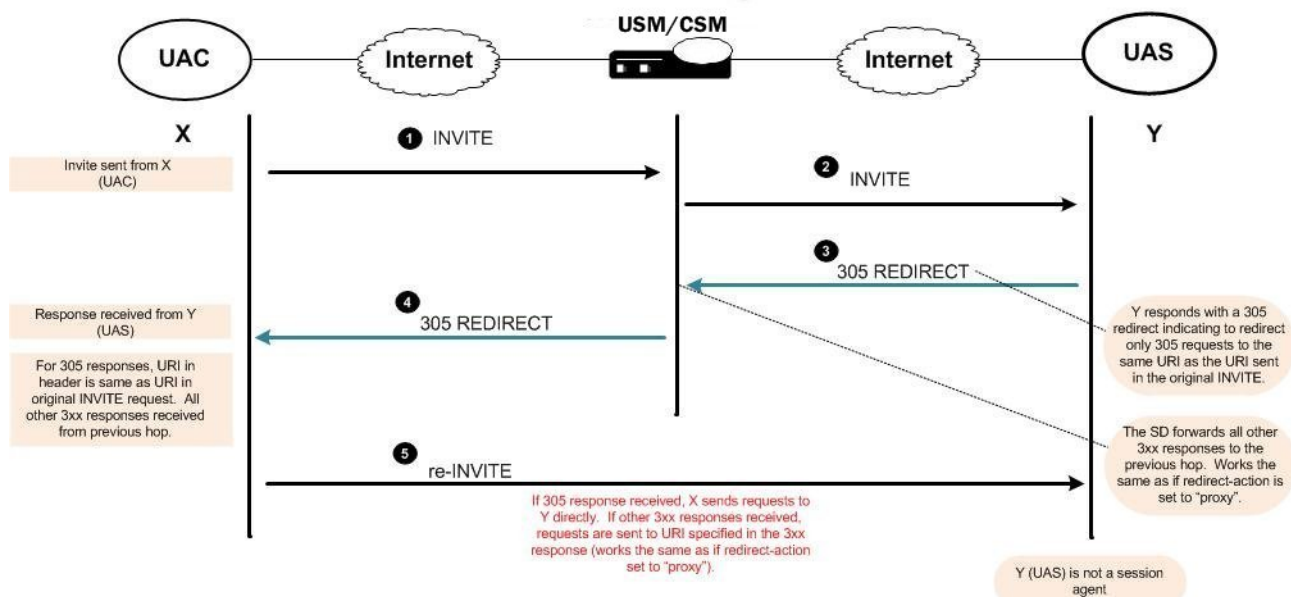 USM/CSM
UAC
Internet
Internet
UAS
X
Y
1 INVITE
Invite sent from X
(UAC)
2 INVITE
3
305 REDIRECT
4
305 REDIRECT
Response received from Y
(UAS)
Y responds with a 305
redirect indicating to redirect
only 305 requests to the
same URI as the URI sent
in the original INVITE.
For 305 responses, URI in
header is same as URI in
original INVITE request. All
other 3xx responses received
from previous hop.
The SD forwards all other
3xx responses to the
previous hop. Works the
same as if redirect-action is
set to “proxy”.
5
re-INVITE
If 305 response received, X sends requests to
Y directly. If other 3xx responses received,
requests are sent to URI specified in the 3xx
response (works the same as if redirect-action
set to “proxy”).
Y (UAS) is not a session
agent